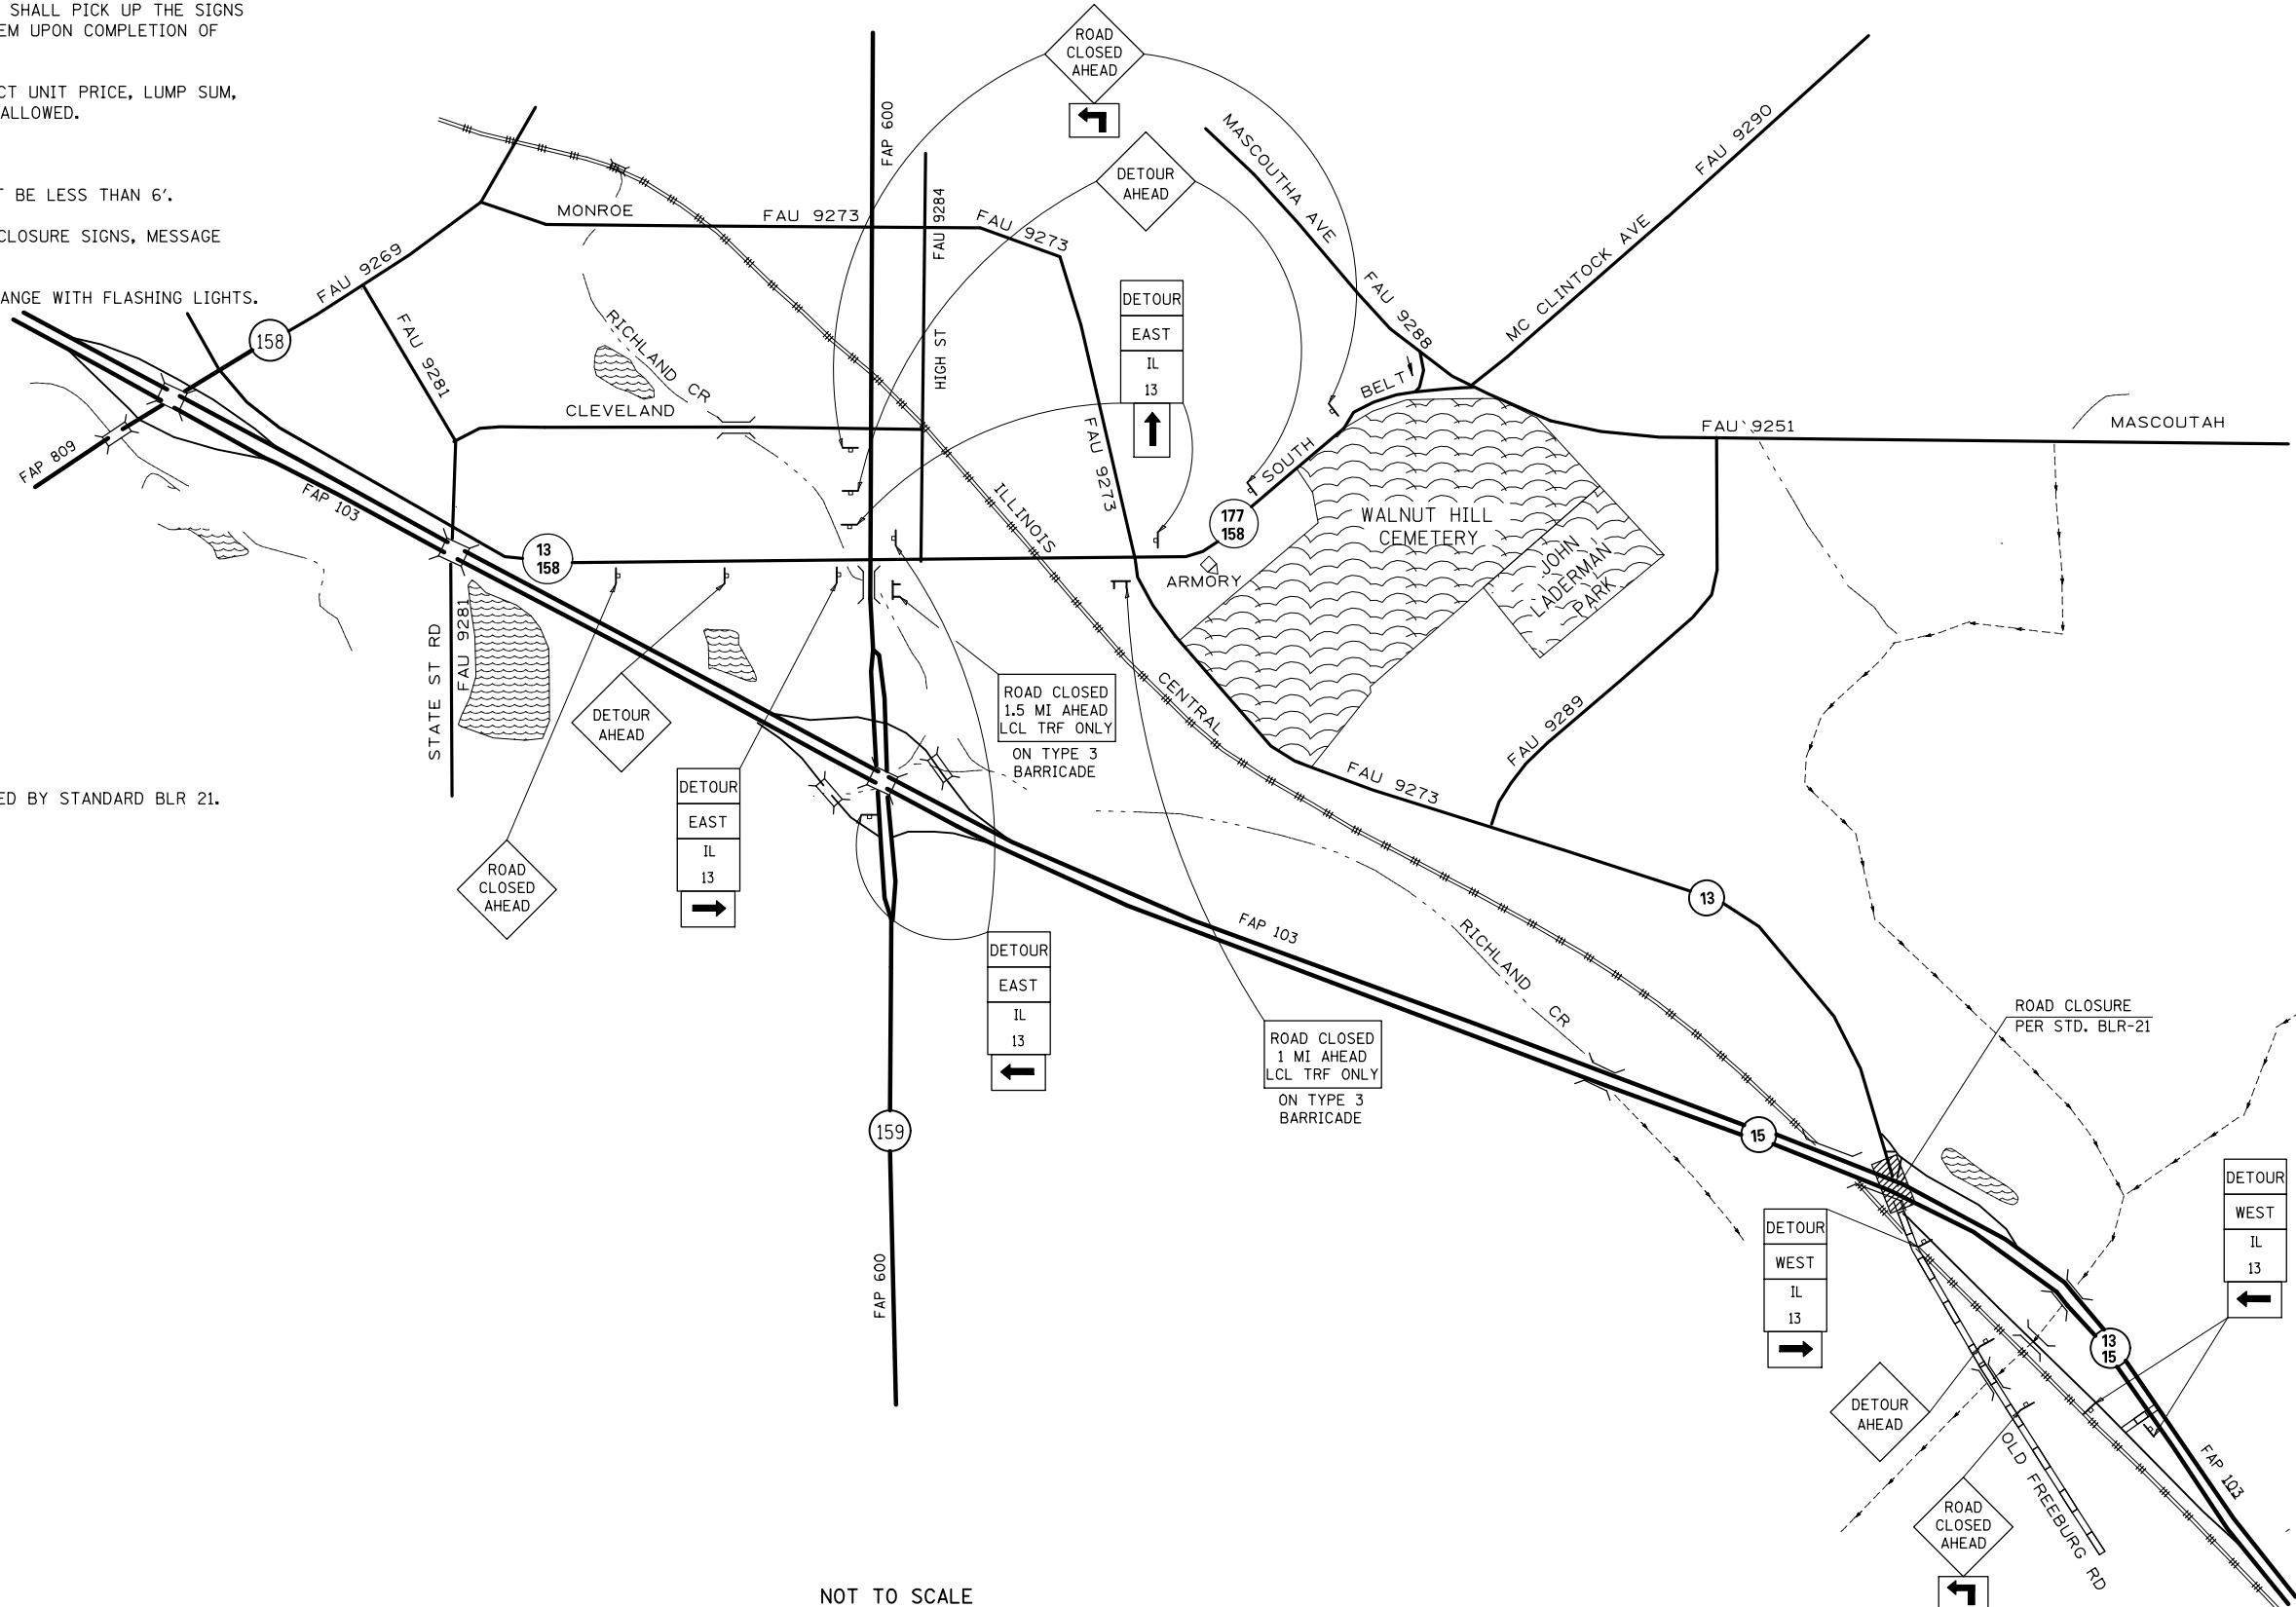 SHALL PICK UP THE SIGNS
EM UPON COMPLETION OF
CT UNIT PRICE, LUMP SUM,
ALLOWED.
T BE LESS THAN 6'.
CLOSURE SIGNS, MESSAGE
ANGE WITH FLASHING LIGHTS.
ED BY STANDARD BLR 21.
ROAD
CLOSED
AHEAD
DETOUR
AHEAD
DETOUR
EAST
IL
13
FAP 600
FAU 9284
HIGH ST
MONROE
FAU 9273
FAU 9273
FAU 9273
MASCOUTHA AVE
FAU 9288
MC CLINTOCK AVE
FAU 9290
FAU 9269
158
FAU 9281
RICHLAND CR
CLEVELAND
FAP 809
FAP 103
13
158
ILLINOIS
CENTRAL
SOUTH
BELT
177
158
ARMORY
WALNUT HILL
CEMETERY
JOHN
LADERMAN
PARK
FAU 9251
MASCOUTAH
STATE ST RD
FAU 9281
DETOUR
AHEAD
ROAD CLOSED
1.5 MI AHEAD
LCL TRF ONLY
ON TYPE 3
BARRICADE
FAU 9289
FAU 9273
DETOUR
EAST
IL
13
ROAD
CLOSED
AHEAD
13
FAP 103
RICHLAND CR
DETOUR
EAST
IL
13
ROAD CLOSED
1 MI AHEAD
LCL TRF ONLY
ON TYPE 3
BARRICADE
ROAD CLOSURE
PER STD. BLR-21
159
15
FAP 600
DETOUR
WEST
IL
13
DETOUR
WEST
IL
13
13
15
DETOUR
AHEAD
OLD FREEBURG RD
FAP 103
ROAD
CLOSED
AHEAD
NOT TO SCALE